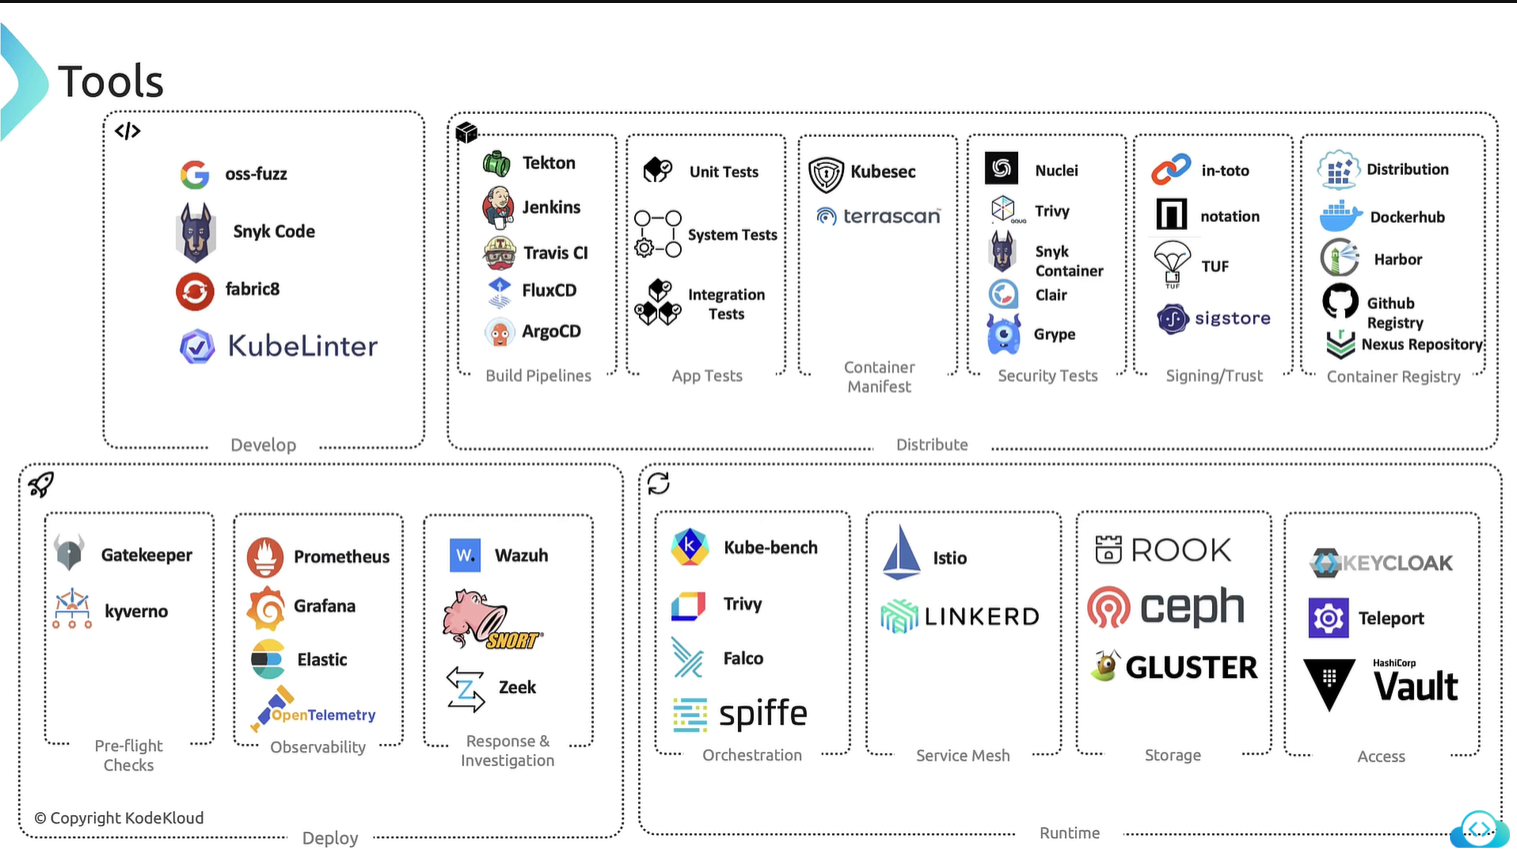 Tools
</>
oss-fuzz
Snyk Code
fabric8
KubeLinter
Develop
Tekton
Jenkins
Travis CI
FluxCD
ArgoCD
Build Pipelines
Unit Tests
System Tests
Integration
Tests
App Tests
Kubesec
terrascan™
Container
Manifest
Nuclei
Trivy
aqua
Snyk
Container
Clair
Grype
Security Tests
in-toto
notation
TUF
TUF
sigstore
Signing/Trust
Distribution
Dockerhub
Harbor
Github
Registry
Nexus Repository
Container Registry
Distribute
Gatekeeper
kyverno
Pre-flight
Checks
Prometheus
Grafana
Elastic
OpenTelemetry
Observability
W.
Wazuh
SNORT®
Z
Zeek
Response &
Investigation
Deploy
k
Kube-bench
Trivy
Falco
spiffe
Orchestration
Istio
LINKERD
Service Mesh
ROOK
ceph
GLUSTER
Storage
KEYCLOAK
Teleport
HashiCorp
Vault
Access
Runtime
© Copyright KodeKloud